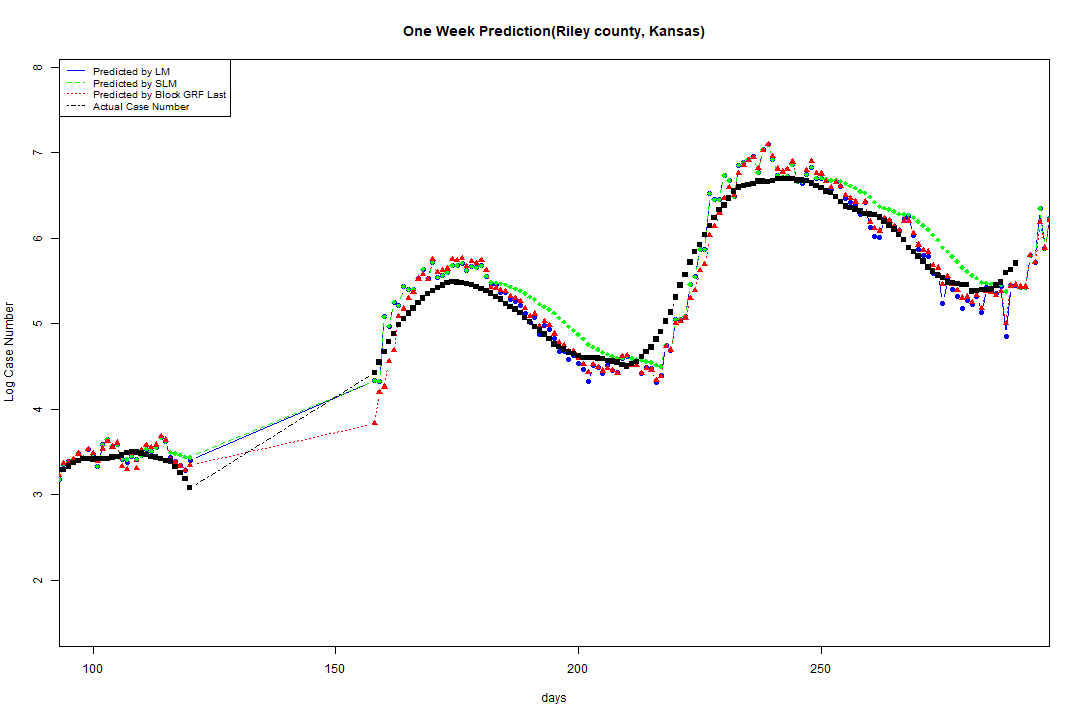 One Week Prediction(Riley county, Kansas)
Predicted by LM
Predicted by SLM
Predicted by Block GRF Last
Actual Case Number
8
7
6
5
4
3
2
Log Case Number
100 150 200 250
days